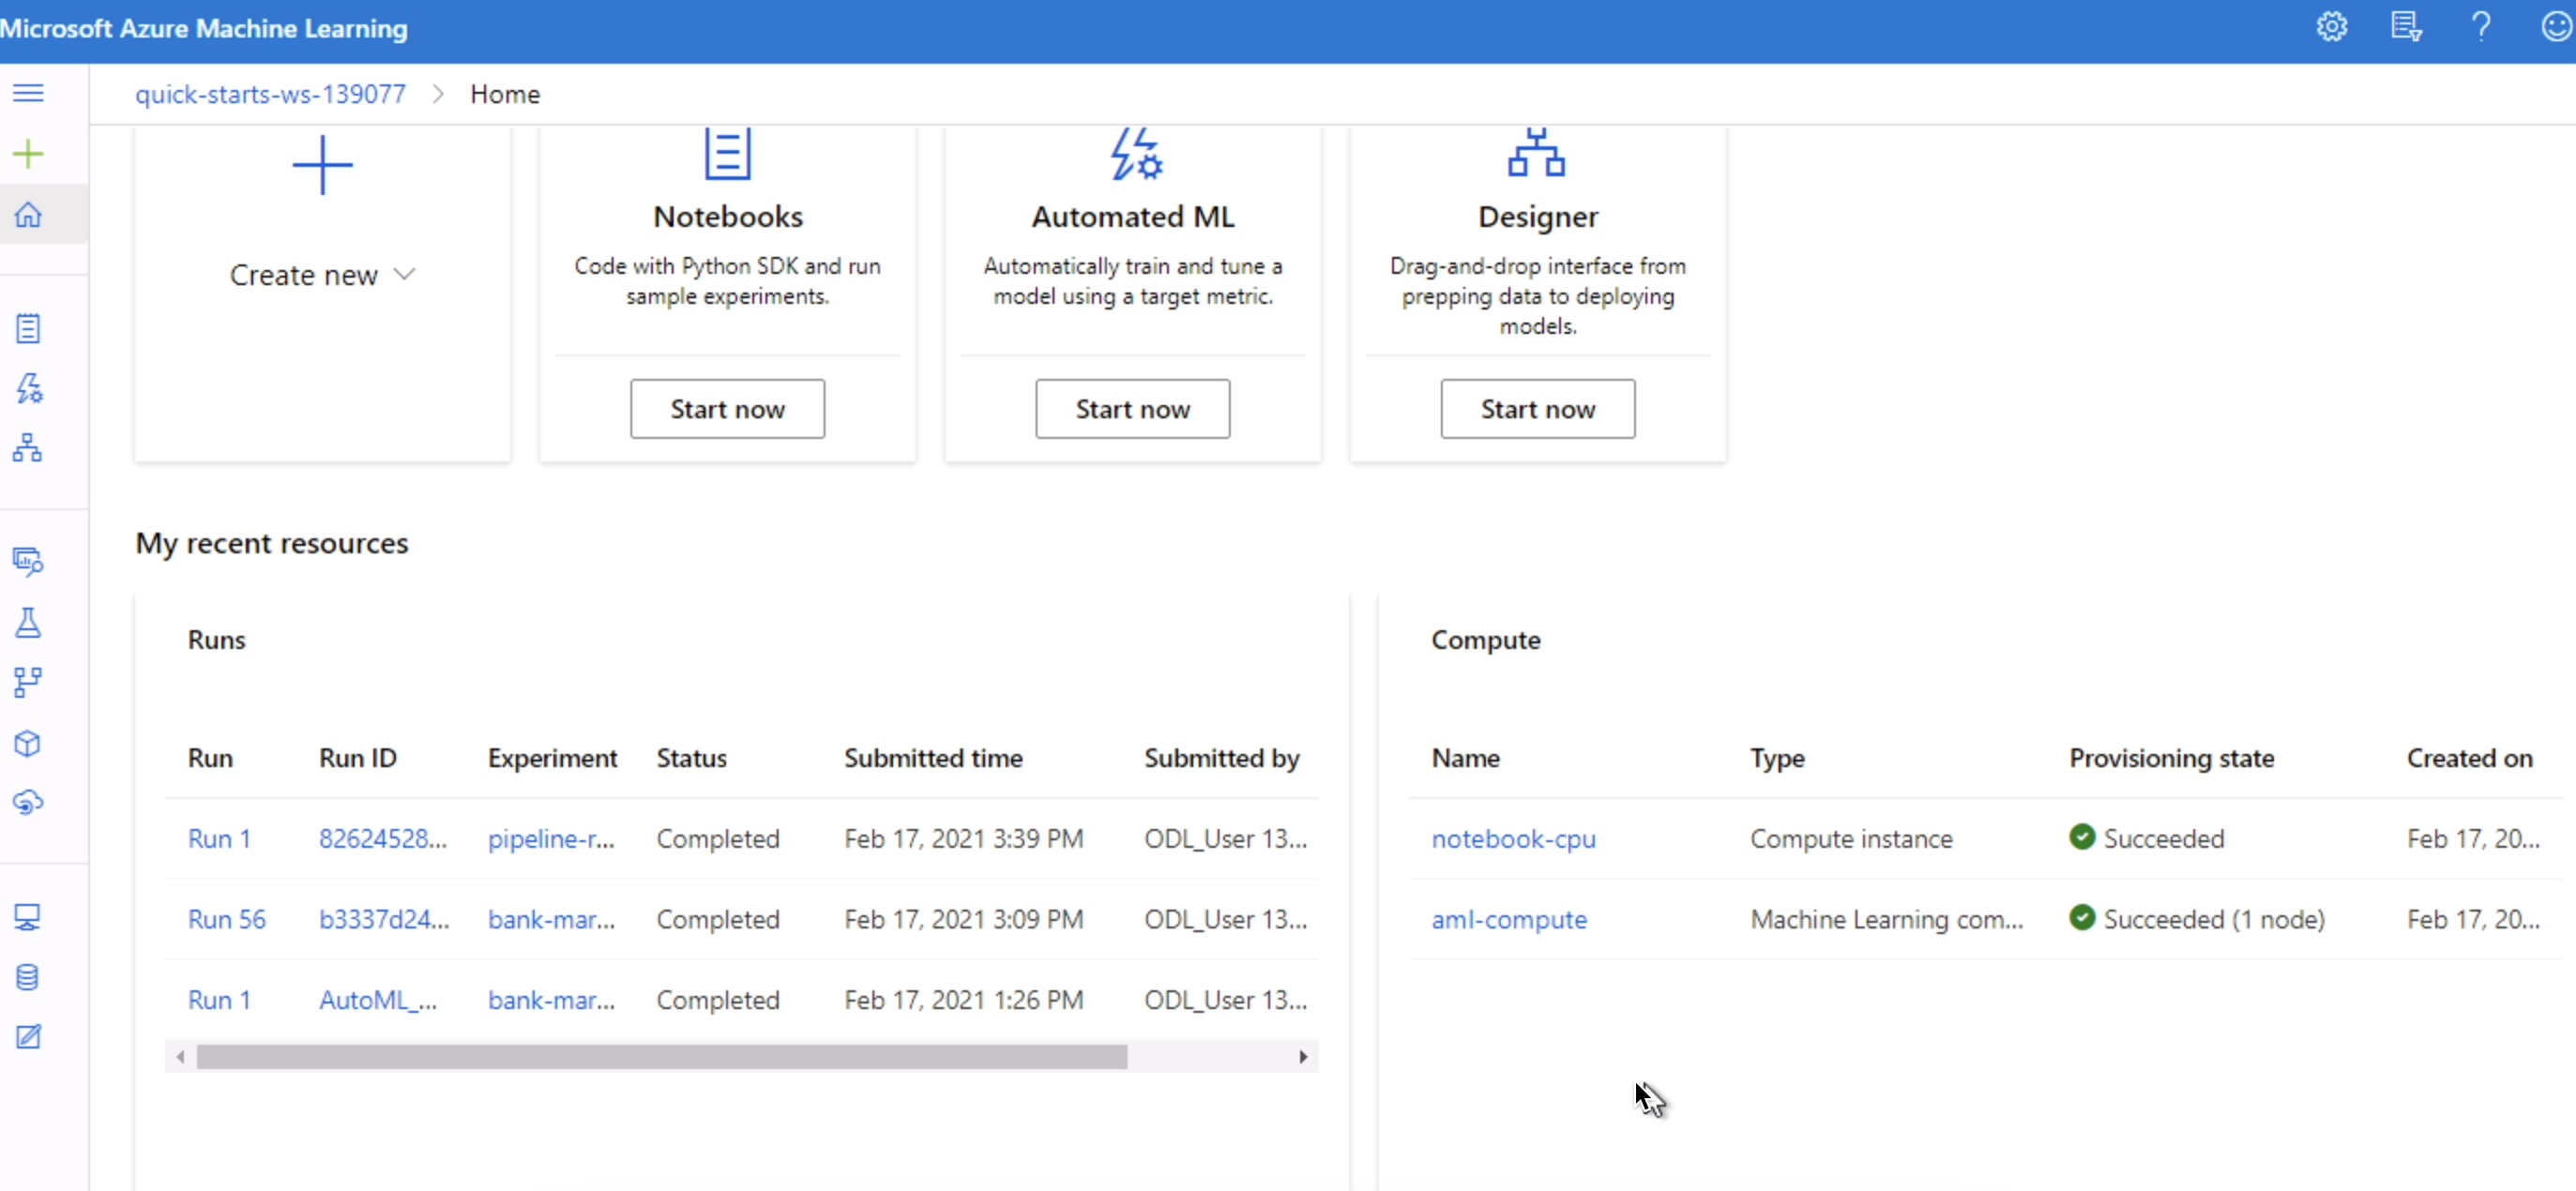 Microsoft Azure Machine Learning
quick-starts-ws-139077 > Home
Create new
Notebooks
Code with Python SDK and run
sample experiments.
Start now
Automated ML
Automatically train and tune a
model using a target metric.
Start now
Designer
Drag-and-drop interface from
prepping data to deploying
models.
Start now
My recent resources
Runs
Run Run ID Experiment Status Submitted time Submitted by
Run 1 82624528... pipeline-r... Completed Feb 17, 2021 3:39 PM ODL_User 13...
Run 56 b3337d24... bank-mar... Completed Feb 17, 2021 3:09 PM ODL_User 13...
Run 1 AutoML_... bank-mar... Completed Feb 17, 2021 1:26 PM ODL_User 13...
Compute
Name Type Provisioning state Created on
notebook-cpu Compute instance Succeeded Feb 17, 20...
aml-compute Machine Learning com... Succeeded (1 node) Feb 17, 20...